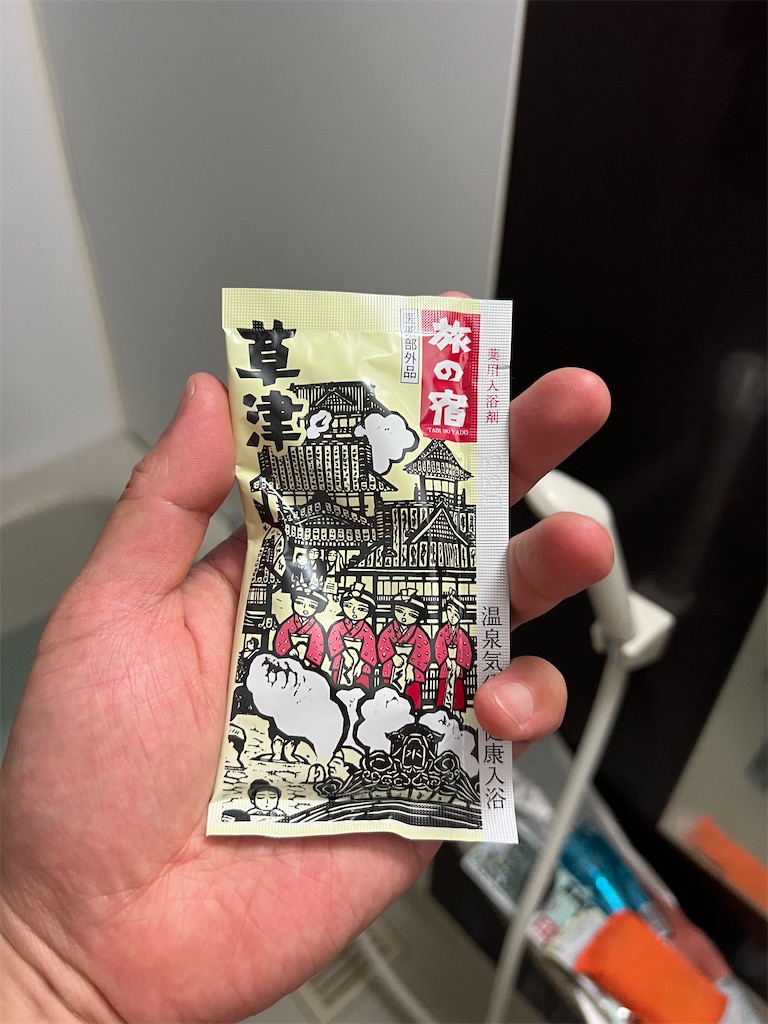 草津
医薬部外品
旅の宿
TABI NO YADO
薬用入浴剤
温泉気
健康入浴